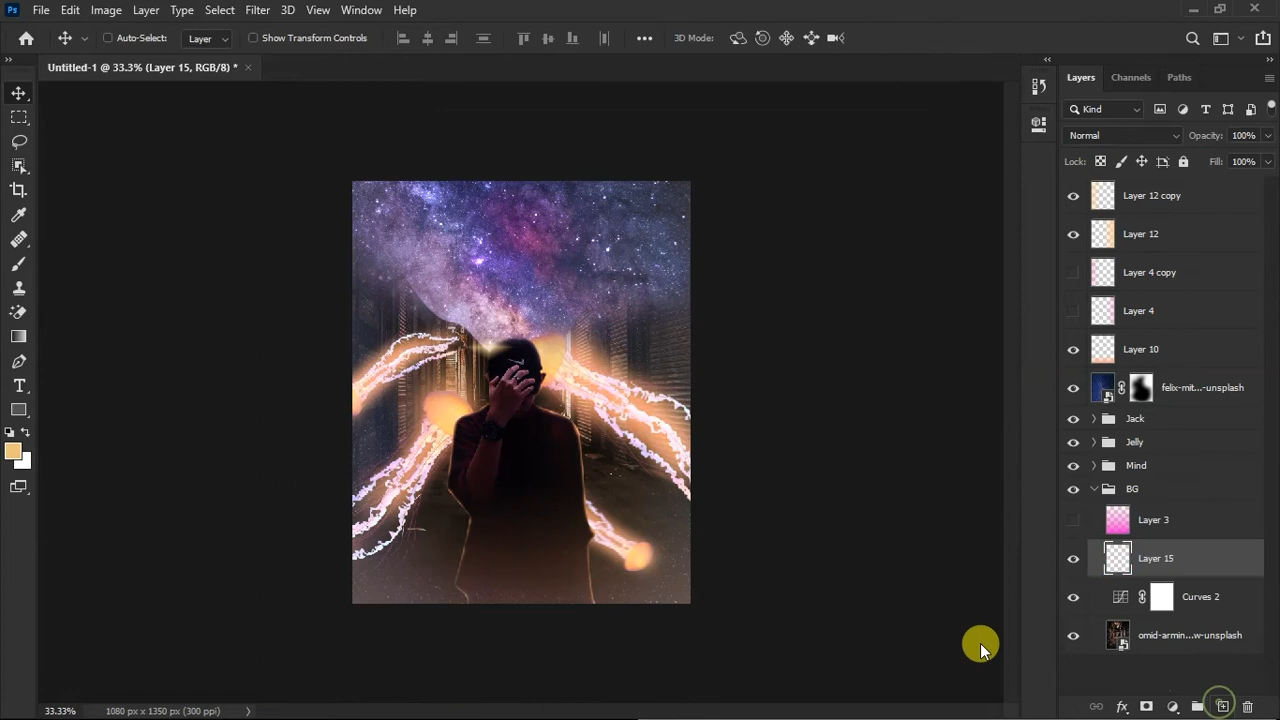 Ps File Edit Image Layer Type Select Filter 3D View Window Help
Auto-Select: Layer Show Transform Controls 3D Mode:
Untitled-1 @ 33.3% (Layer 15, RGB/8) *
Layers Channels Paths
Kind
Normal Opacity: 100%
Lock: Fill: 100%
Layer 12 copy
Layer 12
Layer 4 copy
Layer 4
Layer 10
felix-mit...-unsplash
Jack
Jelly
Mind
BG
Layer 3
Layer 15
Curves 2
omid-armin...w-unsplash
33.33% 1080 px x 1350 px (300 ppi)